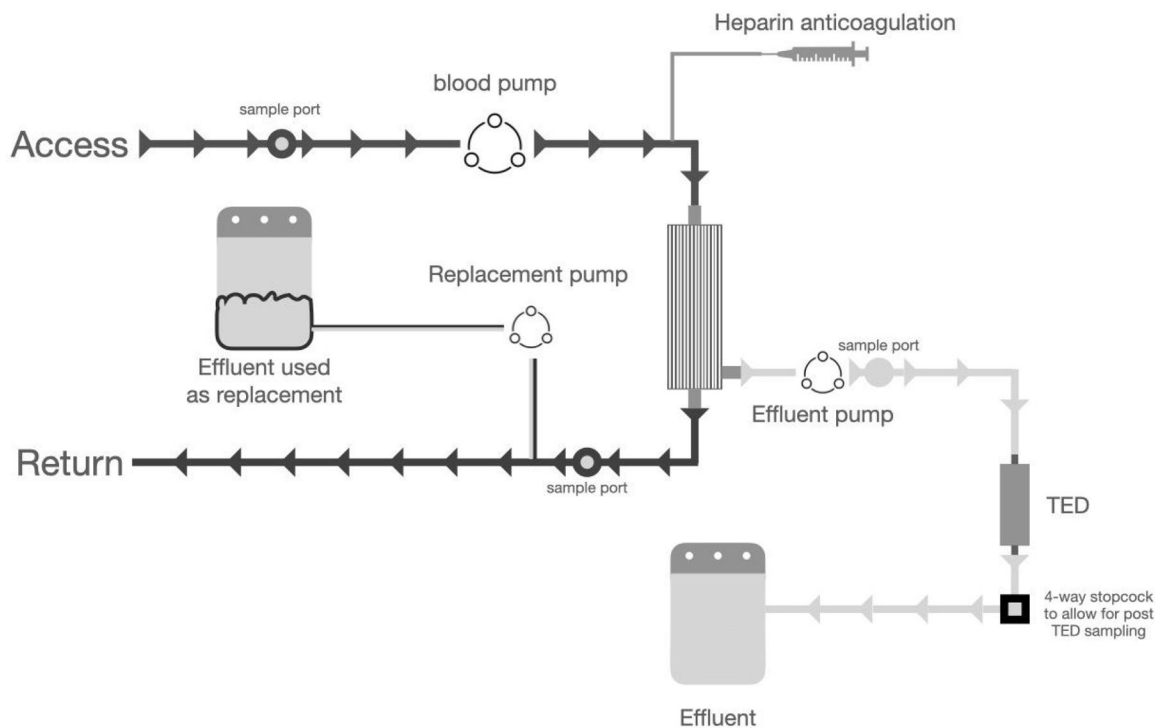 Heparin anticoagulation
blood pump
sample port
Access
Replacement pump
sample port
Effluent used
as replacement
Effluent pump
Return
sample port
TED
4-way stopcock
to allow for post
TED sampling
Effluent